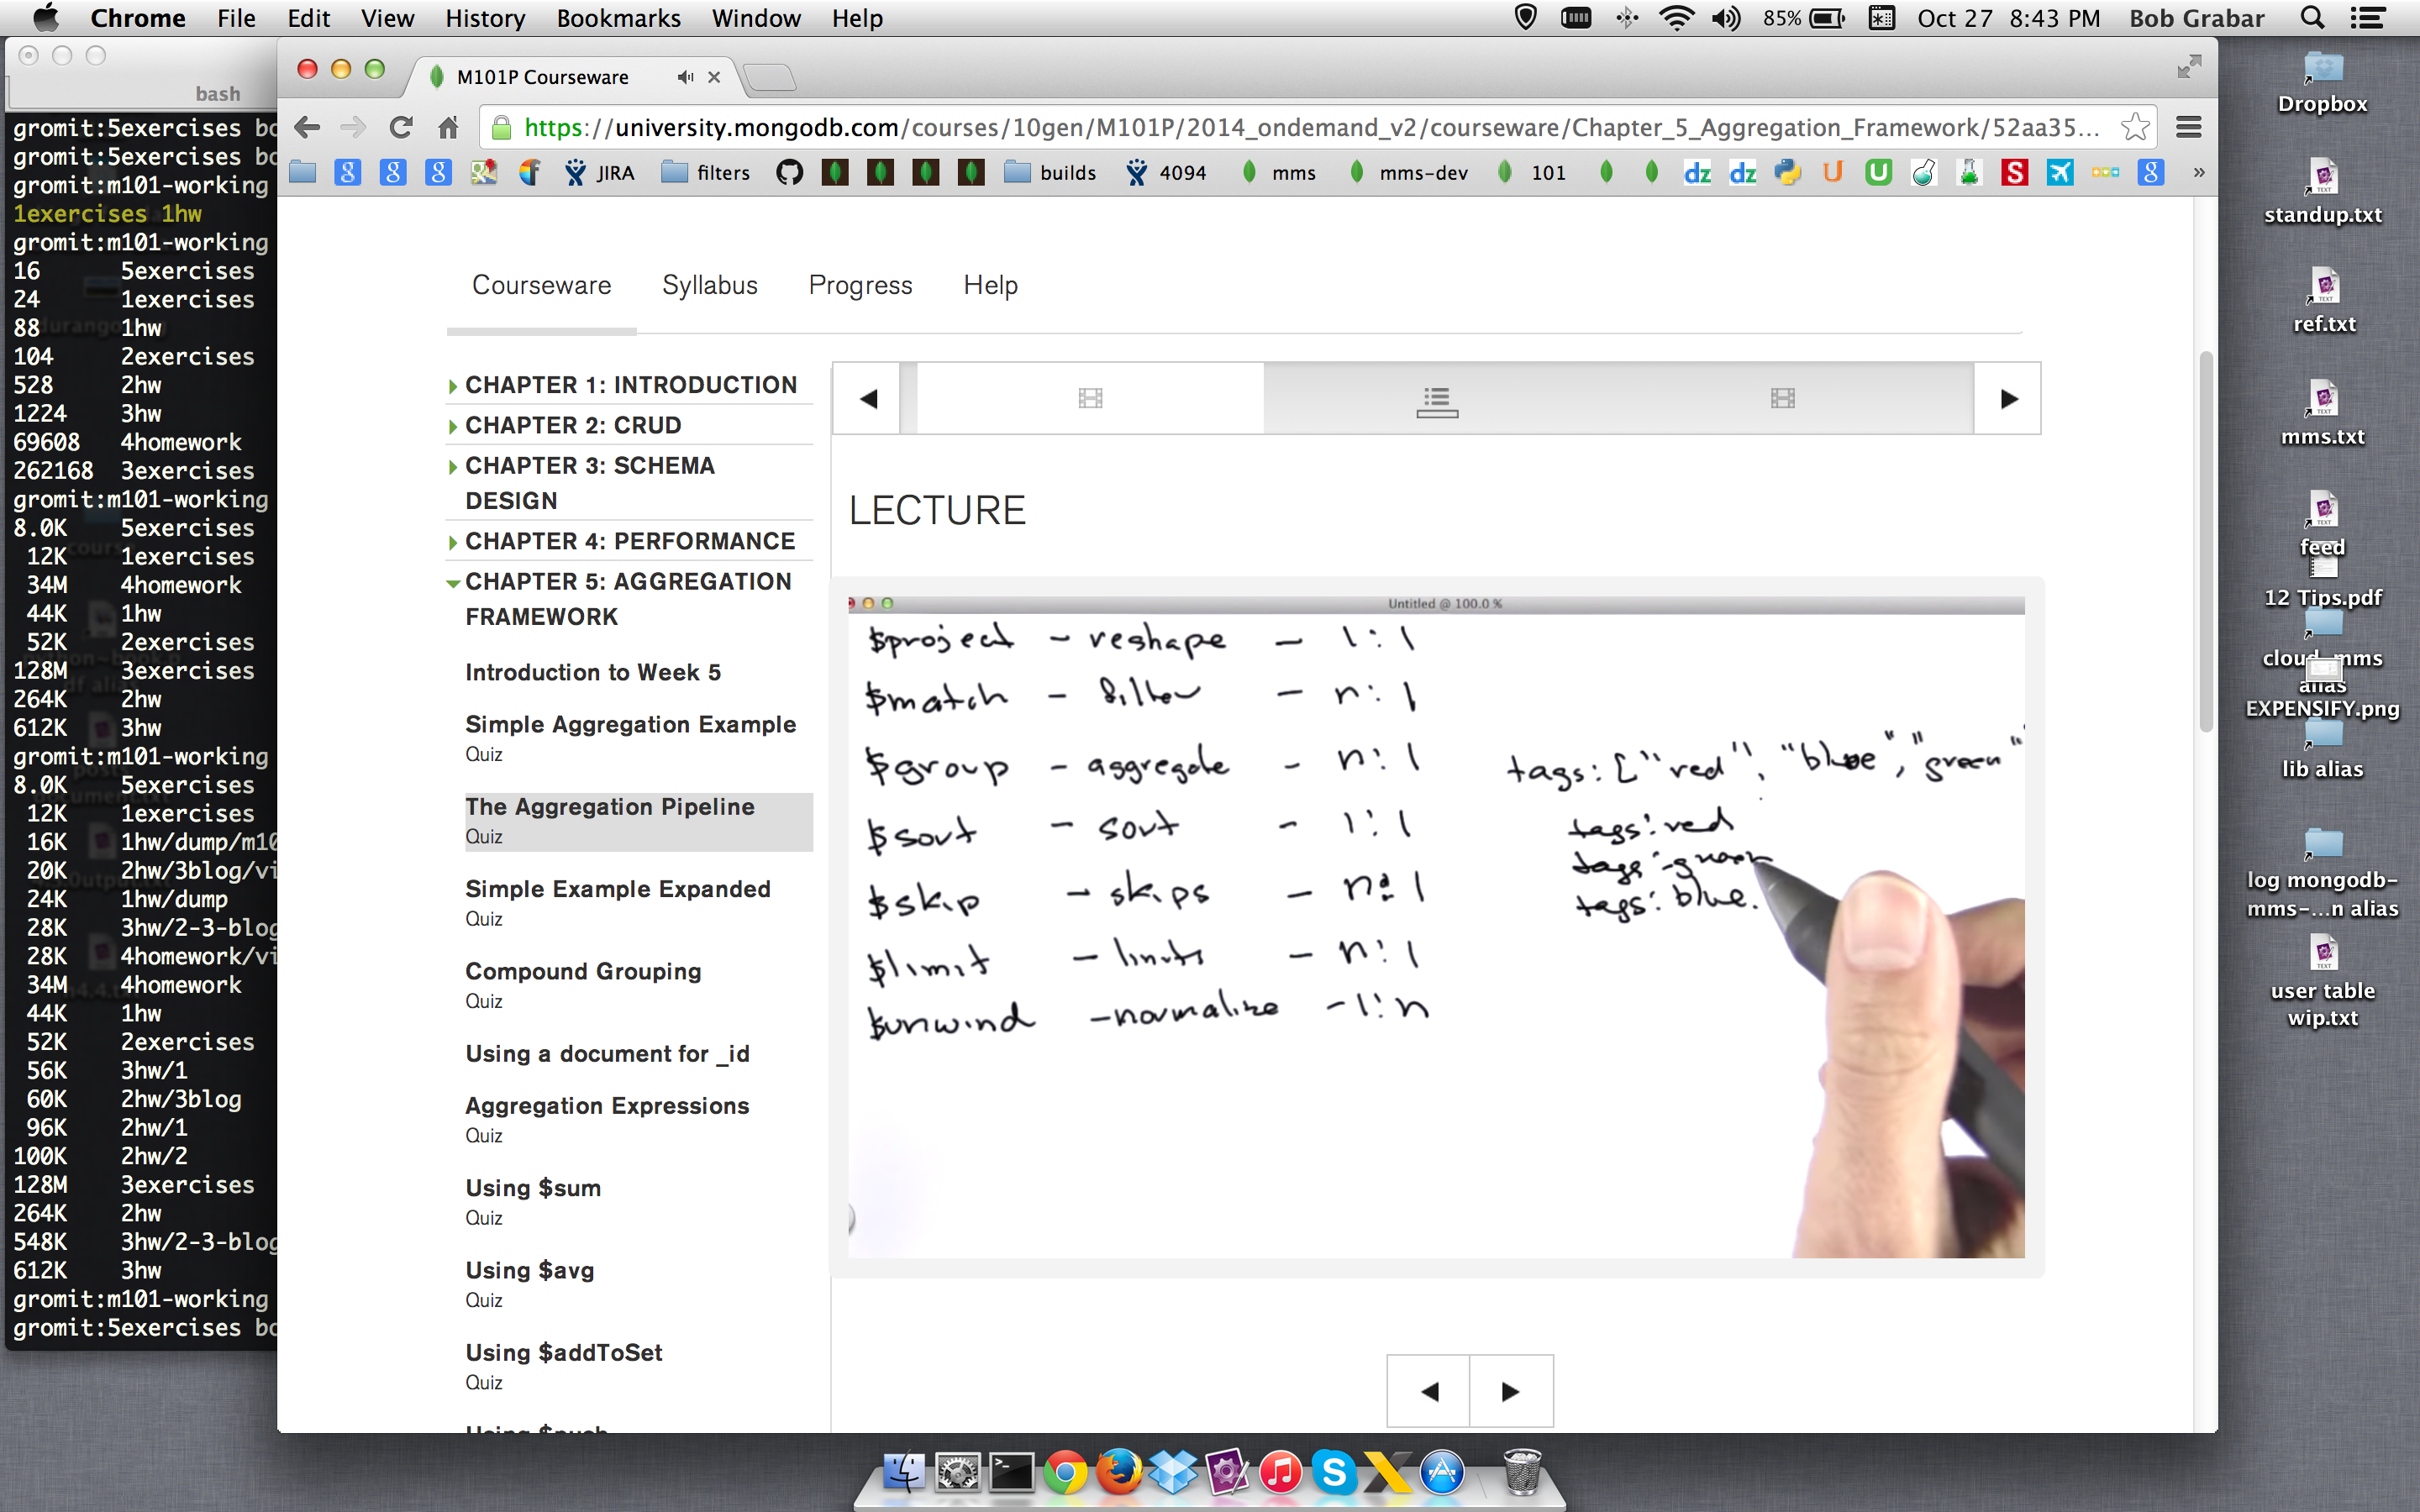 Chrome File Edit View History Bookmarks Window Help 85% Oct 27 8:43 PM Bob Grabar
bash
gromit:5exercises bo
gromit:5exercises bo
gromit:m101-working
1exercises 1hw
gromit:m101-working
16 5exercises
24 1exercises
88 1hw
104 2exercises
528 2hw
1224 3hw
69608 4homework
262168 3exercises
gromit:m101-working
8.0K 5exercises
12K 1exercises
34M 4homework
44K 1hw
52K 2exercises
128M 3exercises
264K 2hw
612K 3hw
gromit:m101-working
8.0K 5exercises
12K 1exercises
16K 1hw/dump/m10
20K 2hw/3blog/vi
24K 1hw/dump
28K 3hw/2-3-blog
28K 4homework/vi
34M 4homework
44K 1hw
52K 2exercises
56K 3hw/1
60K 2hw/3blog
96K 2hw/1
100K 2hw/2
128M 3exercises
264K 2hw
548K 3hw/2-3-blog
612K 3hw
gromit:m101-working
gromit:5exercises bo
M101P Courseware
https://university.mongodb.com/courses/10gen/M101P/2014_ondemand_v2/courseware/Chapter_5_Aggregation_Framework/52aa35...
JIRA filters builds 4094 mms mms-dev 101 dz dz »
Courseware Syllabus Progress Help
CHAPTER 1: INTRODUCTION
CHAPTER 2: CRUD
CHAPTER 3: SCHEMA
DESIGN
CHAPTER 4: PERFORMANCE
CHAPTER 5: AGGREGATION
FRAMEWORK
Introduction to Week 5
Simple Aggregation Example
Quiz
The Aggregation Pipeline
Quiz
Simple Example Expanded
Quiz
Compound Grouping
Quiz
Using a document for _id
Aggregation Expressions
Quiz
Using $sum
Quiz
Using $avg
Quiz
Using $addToSet
Quiz
Using $push
LECTURE
Untitled @ 100.0 %
$project - reshape - 1:1
$match - filter - n:1
$group - aggregate - n:1
$sort - sort - 1:1
$skip - skips - n:1
$limit - limits - n:1
$unwind - normalize - 1:n
tags: ["red", "blue", "green"
tags: red
tags: green
tags: blue.
Dropbox
standup.txt
ref.txt
mms.txt
feed
12 Tips.pdf
cloud_mms
alias
EXPENSIFY.png
lib alias
log mongodb-
mms-...n alias
user table
wip.txt